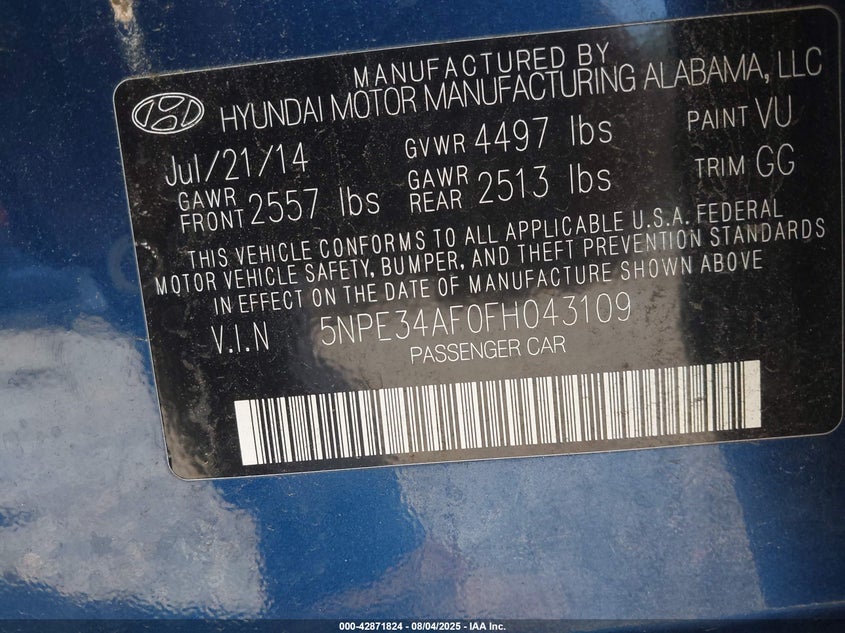 MANUFACTURED BY
HYUNDAI MOTOR MANUFACTURING ALABAMA, LLC
Jul/21/14 GVWR 4497 lbs PAINT VU
GAWR FRONT 2557 lbs GAWR REAR 2513 lbs TRIM GG
THIS VEHICLE CONFORMS TO ALL APPLICABLE U.S.A. FEDERAL
MOTOR VEHICLE SAFETY, BUMPER, AND THEFT PREVENTION STANDARDS
IN EFFECT ON THE DATE OF MANUFACTURE SHOWN ABOVE
V.I.N 5NPE34AF0FH043109
PASSENGER CAR
000-42871824 - 08/04/2025 - IAA Inc.